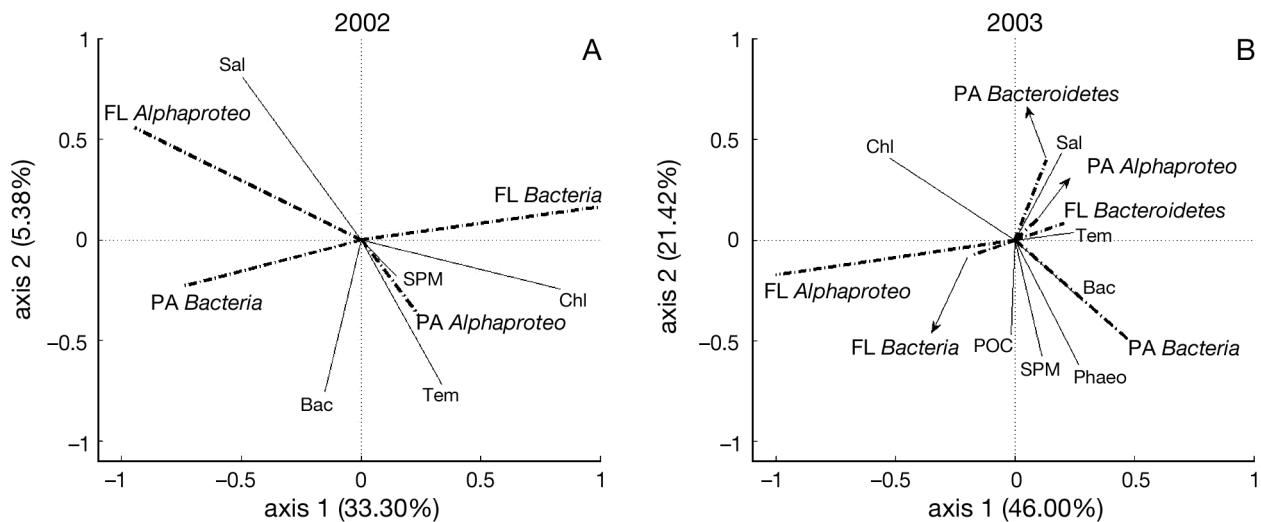 2002
A
1
0.5
0
−0.5
−1
axis 2 (5.38%)
Sal
FL Alphaproteo
FL Bacteria
SPM
Chl
PA Bacteria
PA Alphaproteo
Bac
Tem
−1
−0.5
0
0.5
1
axis 1 (33.30%)
2003
B
1
0.5
0
−0.5
−1
axis 2 (21.42%)
PA Bacteroidetes
Chl
Sal
PA Alphaproteo
FL Bacteroidetes
Tem
FL Alphaproteo
Bac
FL Bacteria
POC
PA Bacteria
SPM
Phaeo
−1
−0.5
0
0.5
1
axis 1 (46.00%)